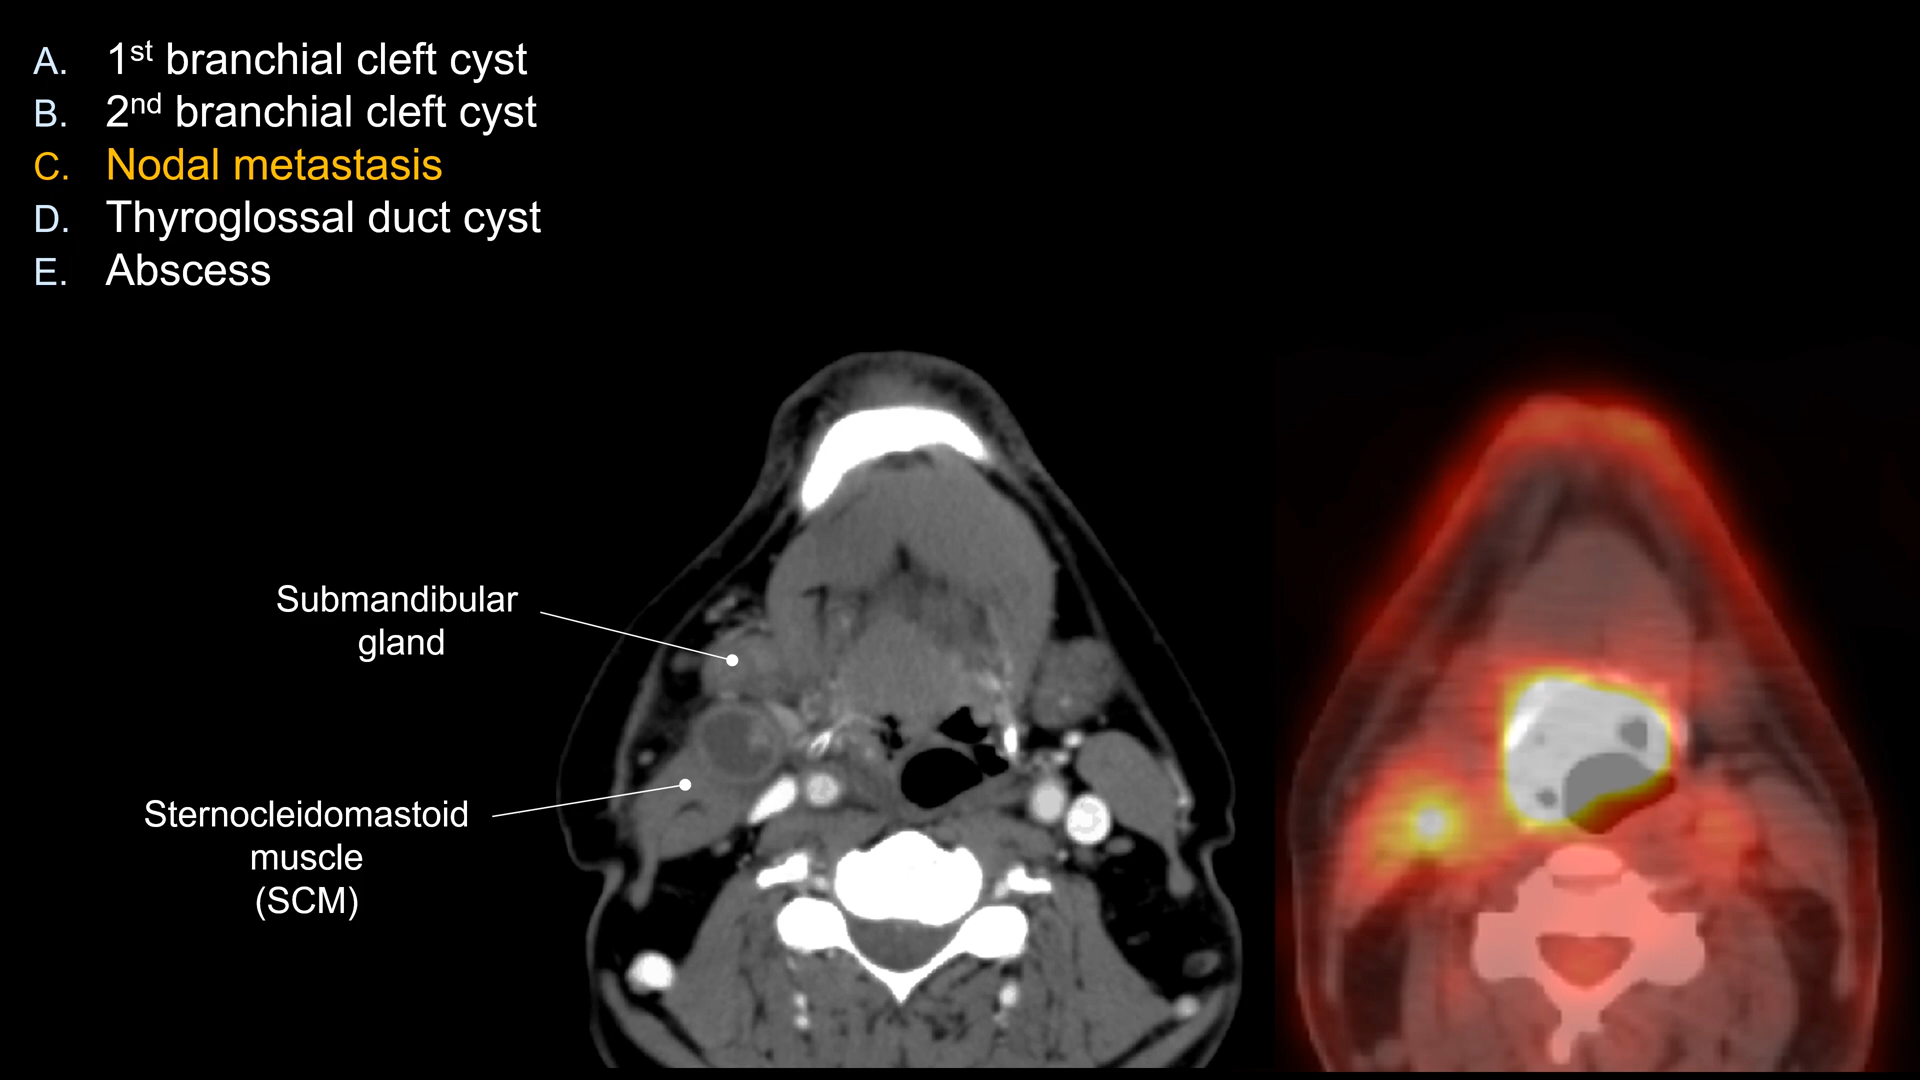 A. 1st branchial cleft cyst
B. 2nd branchial cleft cyst
C. Nodal metastasis
D. Thyroglossal duct cyst
E. Abscess
Submandibular
gland
Sternocleidomastoid
muscle
(SCM)